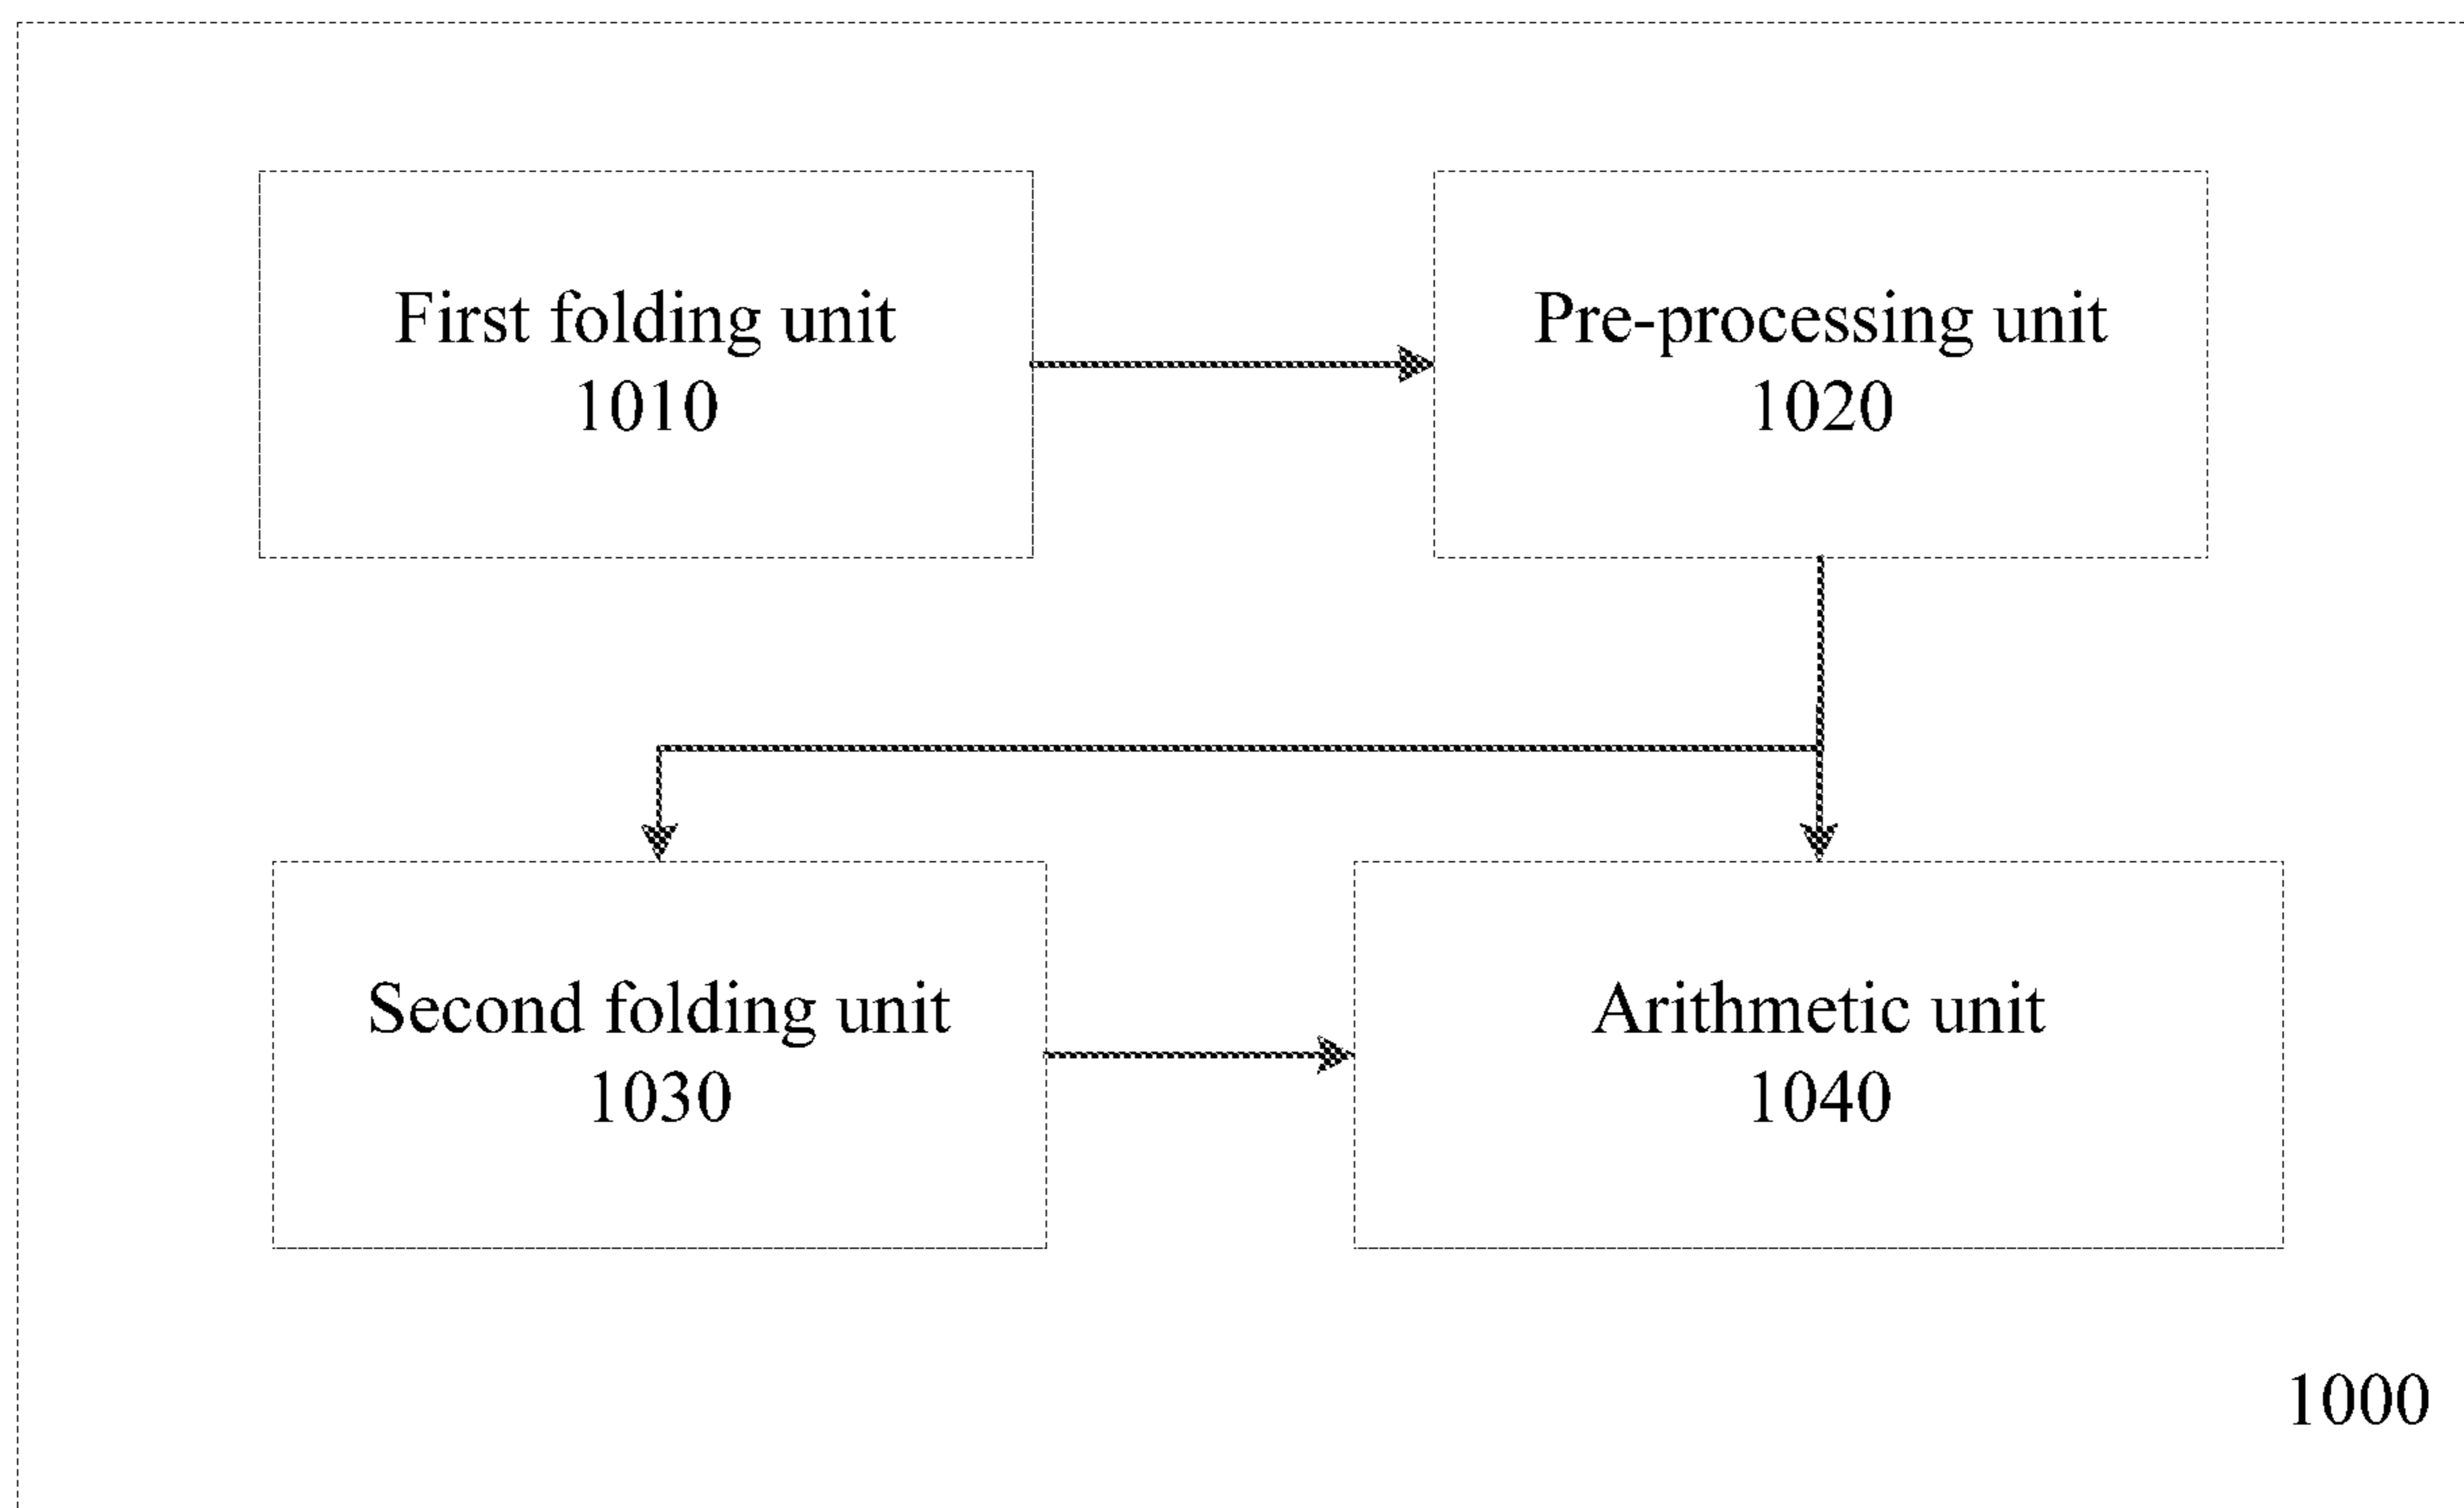 First folding unit
1010
Pre-processing unit
1020
Second folding unit
1030
Arithmetic unit
1040
1000